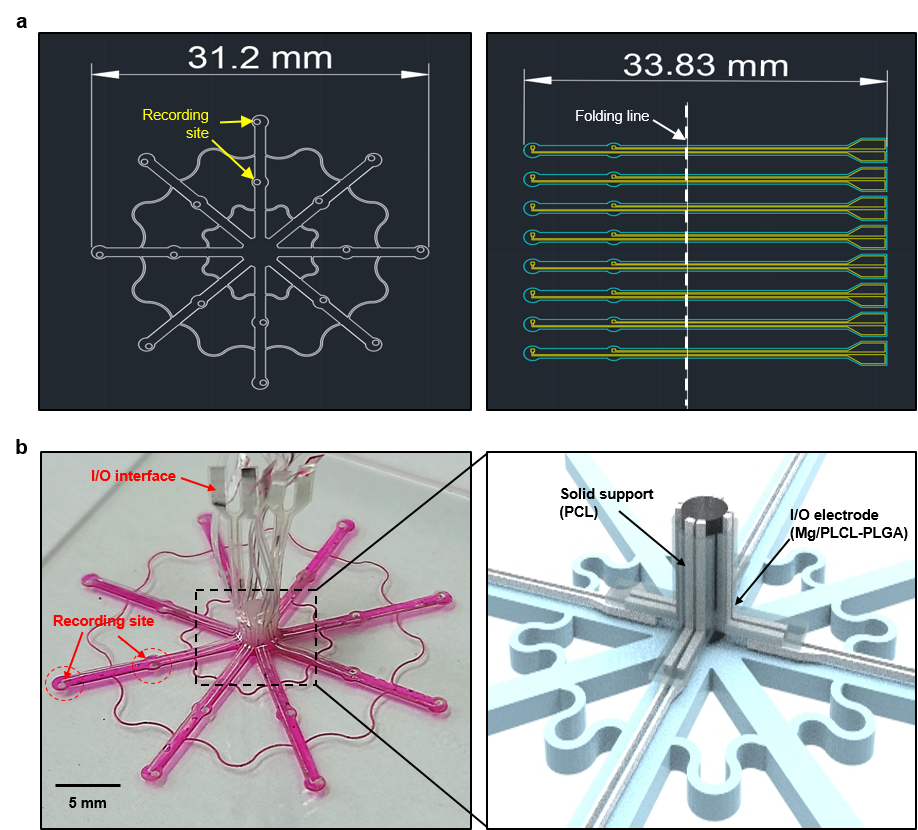 a
31.2 mm
Recording
site
33.83 mm
Folding line
b
I/O interface
Recording site
5 mm
Solid support
(PCL)
I/O electrode
(Mg/PLCL-PLGA)